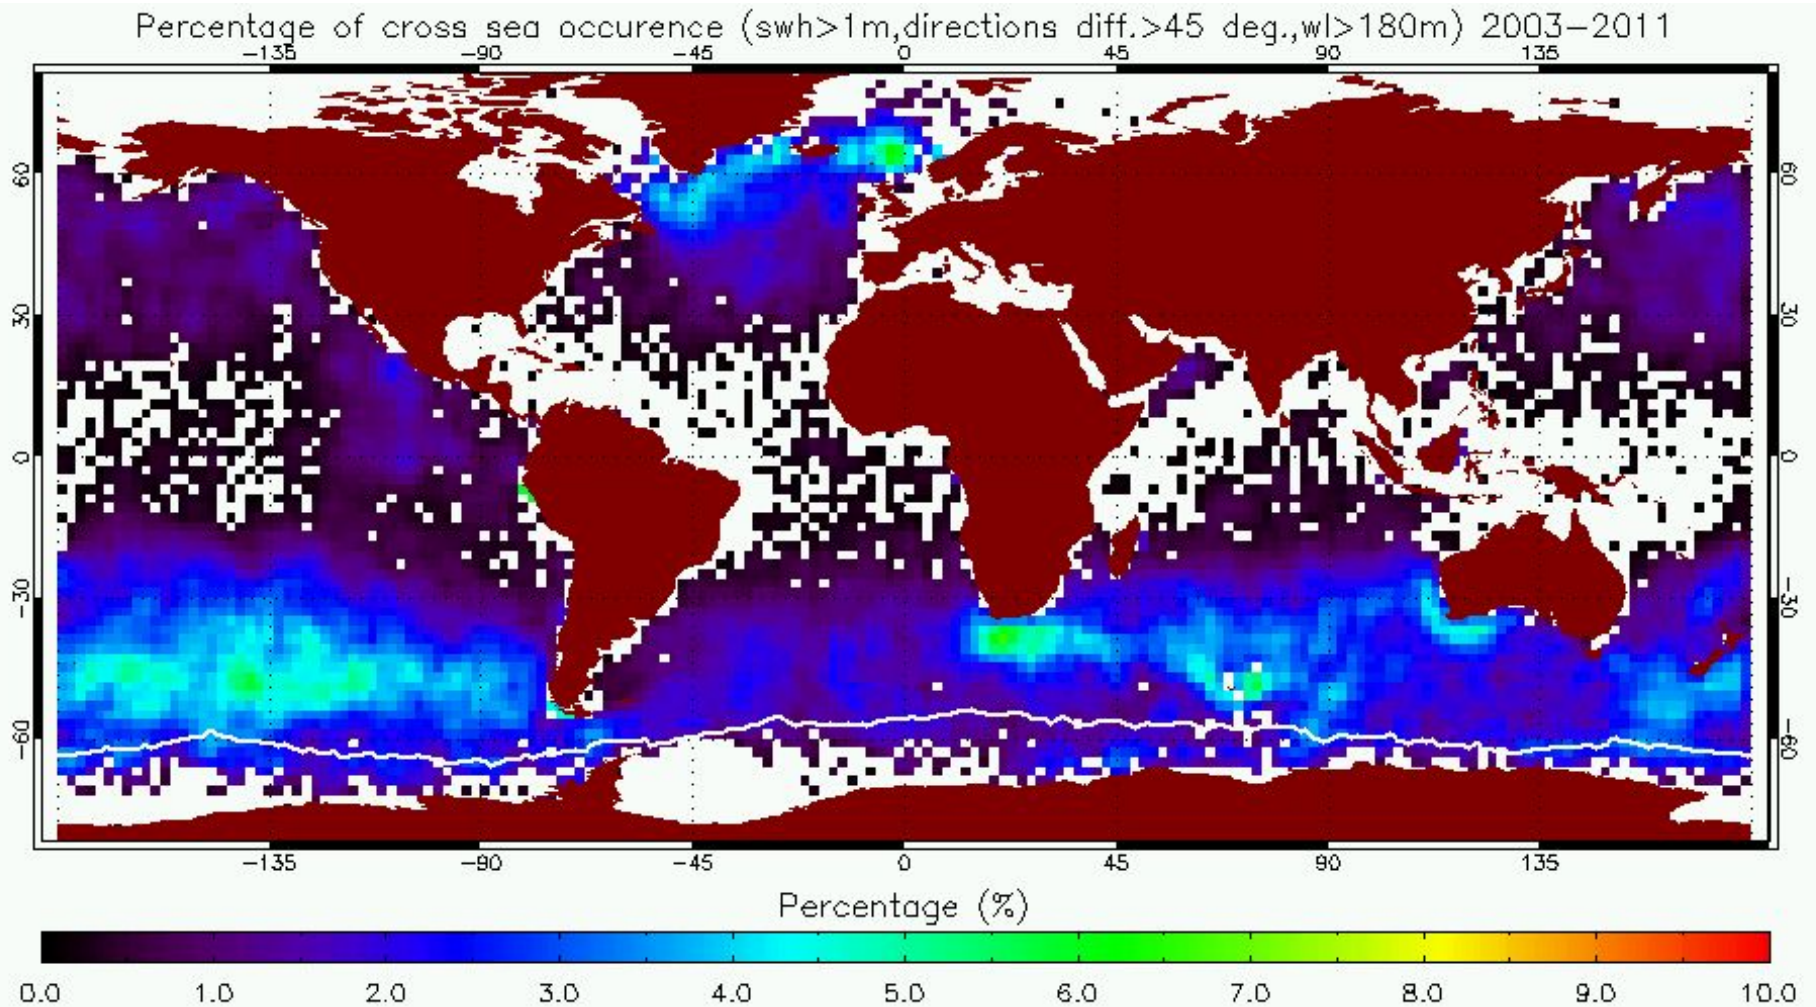 Percentage of cross sea occurence (swh>1m,directions diff.>45 deg.,wl>180m) 2003-2011
-135 -90 -45 0 45 90 135
60 60
30 30
0 0
-30 -30
-60 -60
-135 -90 -45 0 45 90 135
Percentage (%)
0.0 1.0 2.0 3.0 4.0 5.0 6.0 7.0 8.0 9.0 10.0